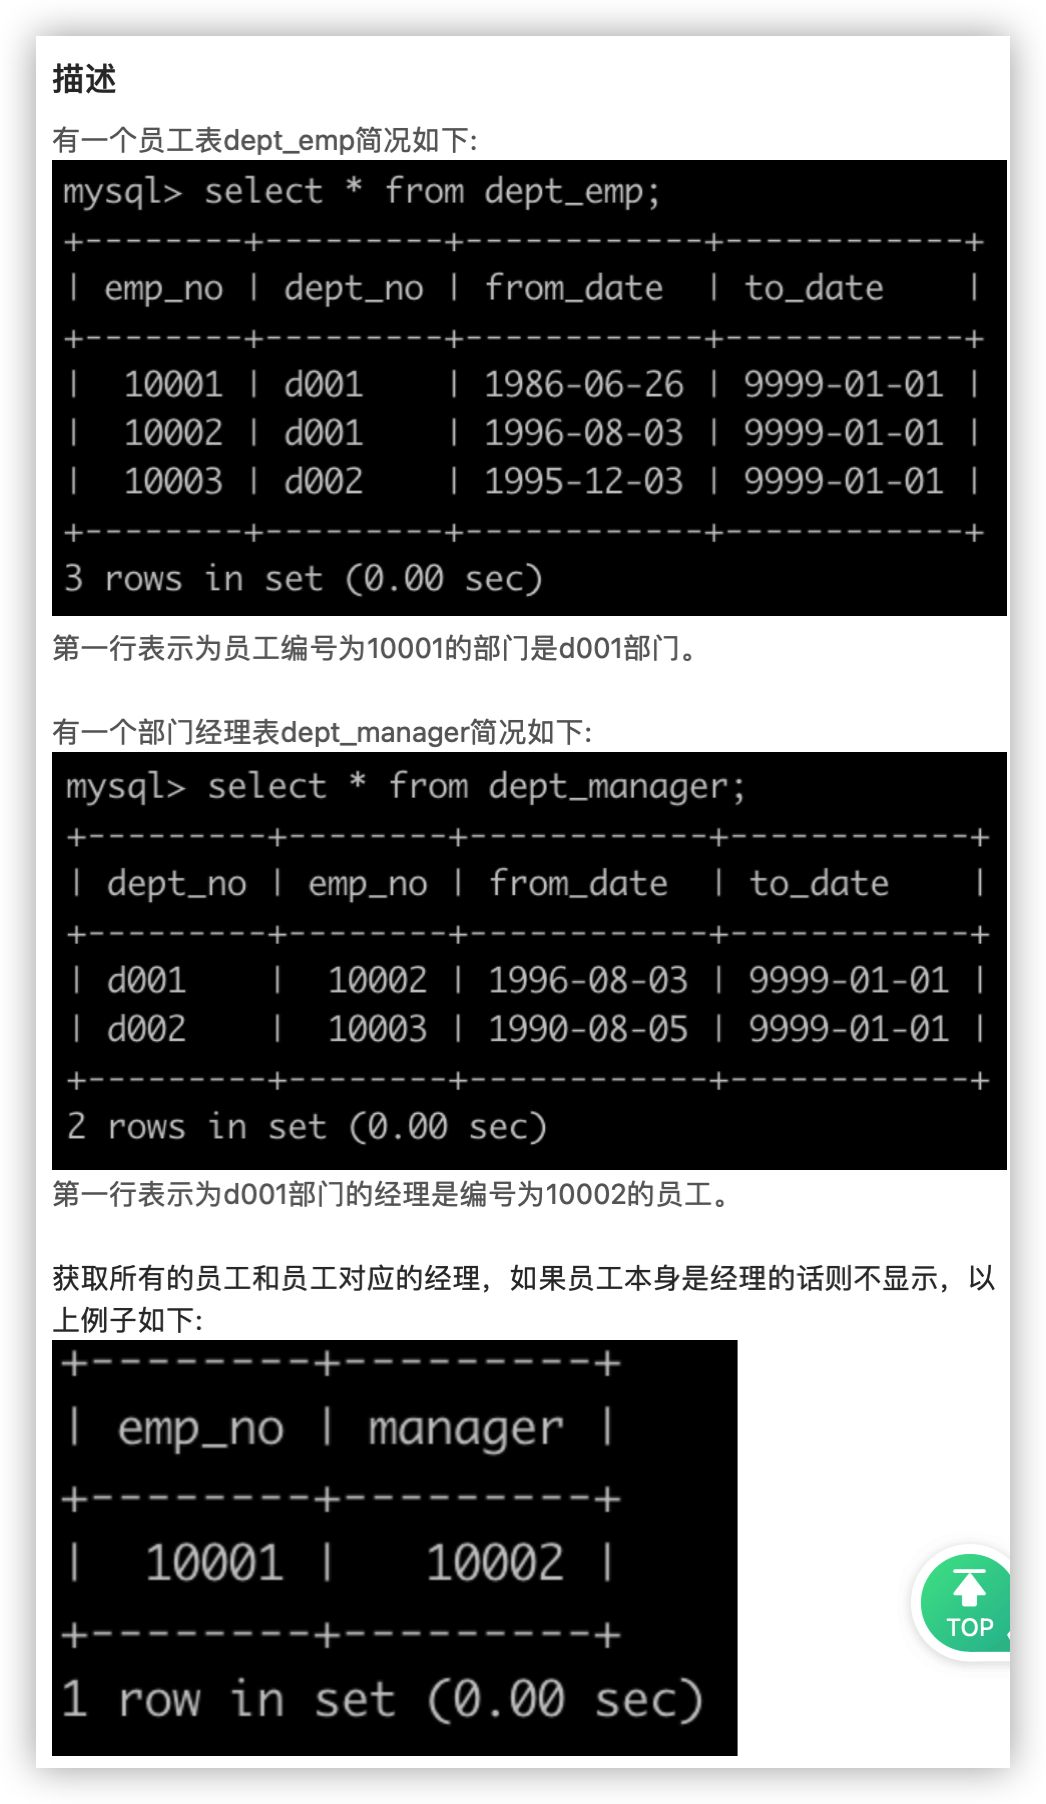 描述
有一个员工表dept_emp简况如下:
mysql> select * from dept_emp;
+--------+---------+------------+------------+
| emp_no | dept_no | from_date  | to_date    |
+--------+---------+------------+------------+
|  10001 | d001    | 1986-06-26 | 9999-01-01 |
|  10002 | d001    | 1996-08-03 | 9999-01-01 |
|  10003 | d002    | 1995-12-03 | 9999-01-01 |
+--------+---------+------------+------------+
3 rows in set (0.00 sec)
第一行表示为员工编号为10001的部门是d001部门。
有一个部门经理表dept_manager简况如下:
mysql> select * from dept_manager;
+---------+--------+------------+------------+
| dept_no | emp_no | from_date  | to_date    |
+---------+--------+------------+------------+
| d001    |  10002 | 1996-08-03 | 9999-01-01 |
| d002    |  10003 | 1990-08-05 | 9999-01-01 |
+---------+--------+------------+------------+
2 rows in set (0.00 sec)
第一行表示为d001部门的经理是编号为10002的员工。
获取所有的员工和员工对应的经理，如果员工本身是经理的话则不显示，以
上例子如下:
+--------+---------+
| emp_no | manager |
+--------+---------+
|  10001 |   10002 |
+--------+---------+
TOP
1 row in set (0.00 sec)